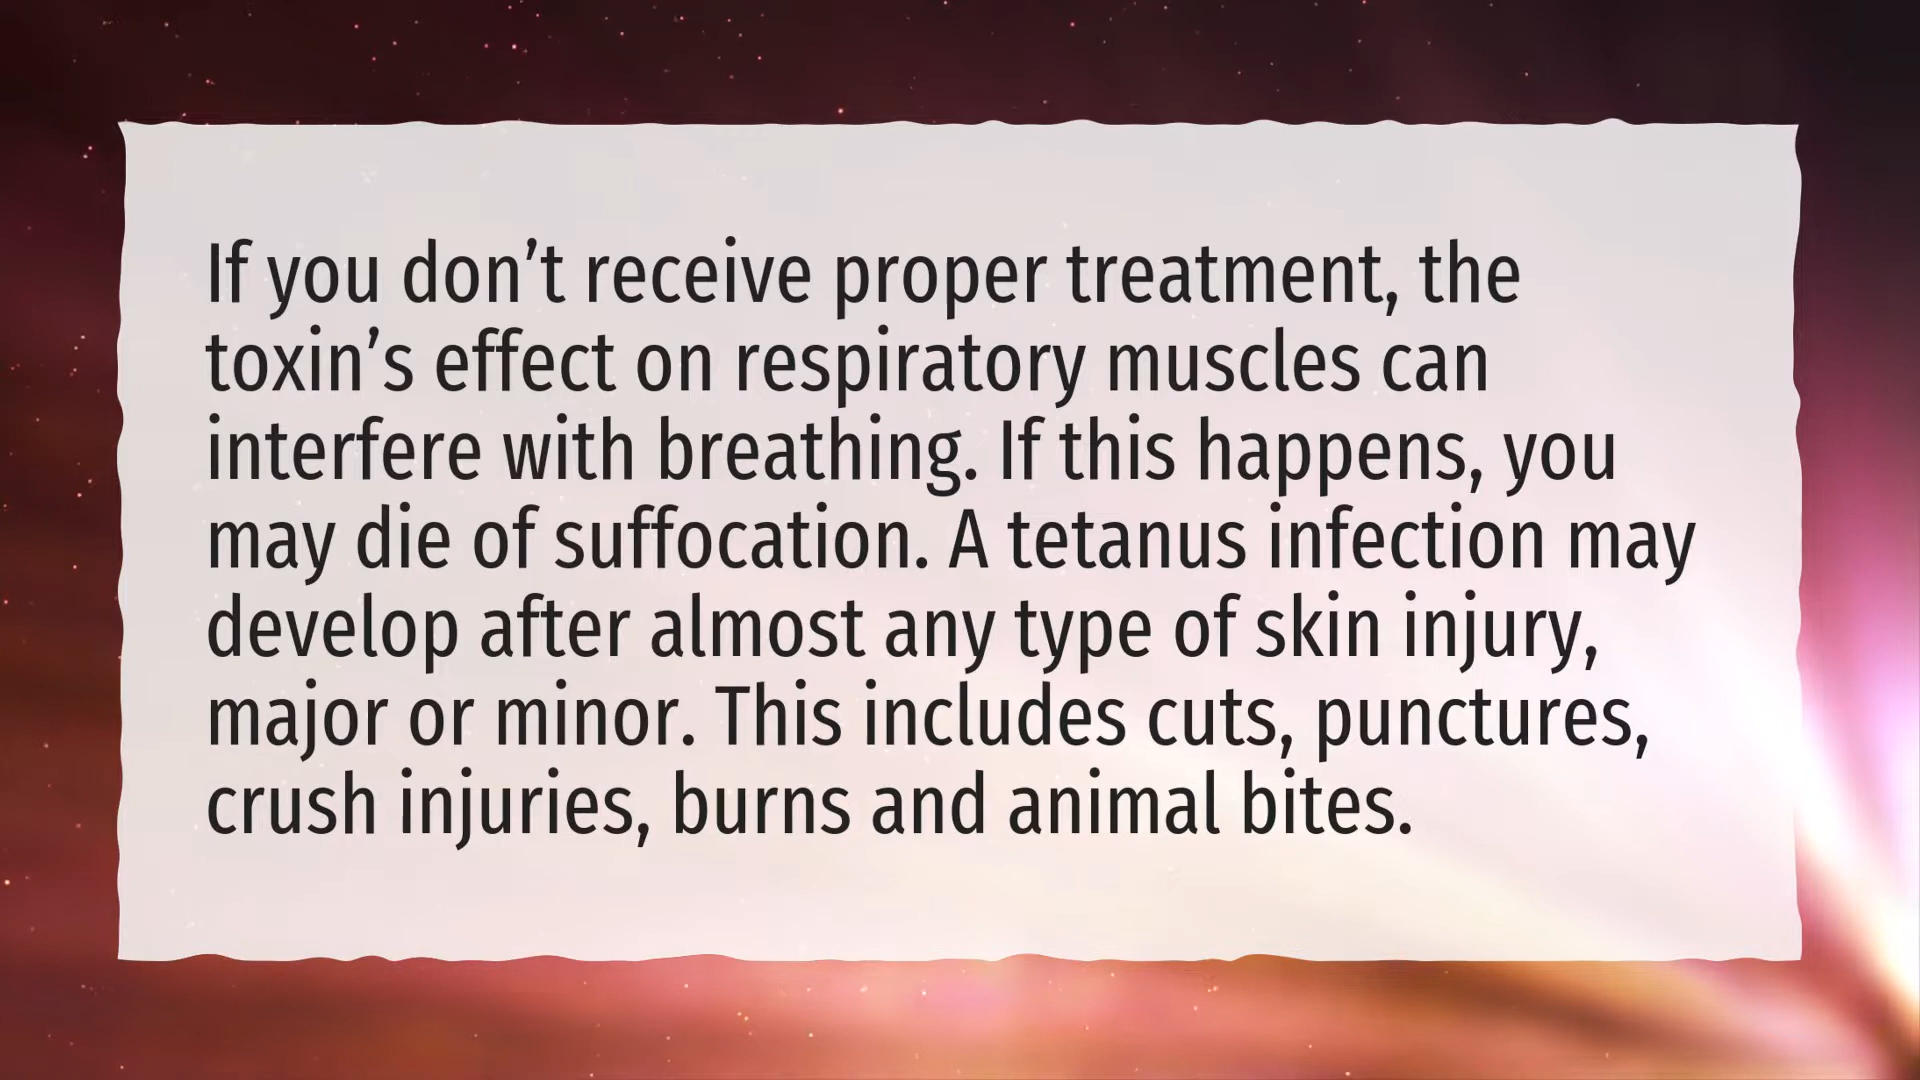 If you don’t receive proper treatment, the
toxin’s effect on respiratory muscles can
interfere with breathing. If this happens, you
may die of suffocation. A tetanus infection may
develop after almost any type of skin injury,
major or minor. This includes cuts, punctures,
crush injuries, burns and animal bites.